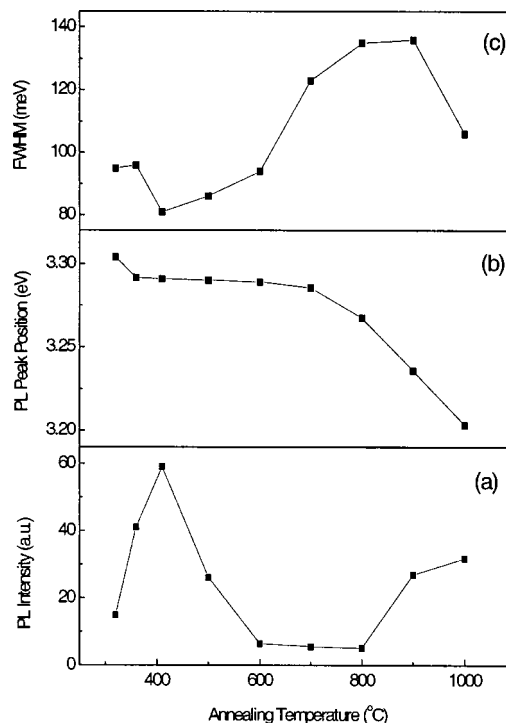 140
(c)
120
100
80
FWHM (meV)
3.30
(b)
3.25
3.20
PL Peak Position (eV)
60
(a)
40
20
0
PL Intensity (a.u.)
400 600 800 1000
Annealing Temperature (°C)